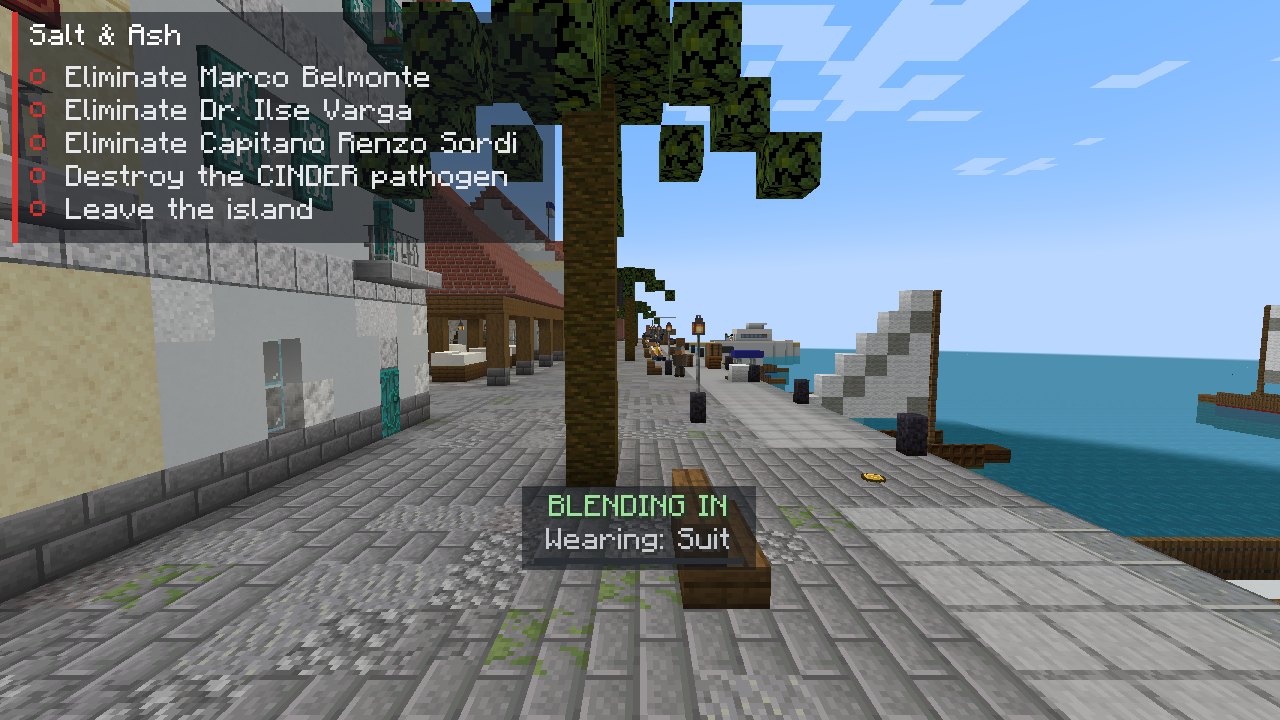 Salt & Ash
Eliminate Marco Belmonte
Eliminate Dr. Ilse Varga
Eliminate Capitano Renzo Sordi
Destroy the CINDER pathogen
Leave the island
BLENDING IN
Wearing: Suit